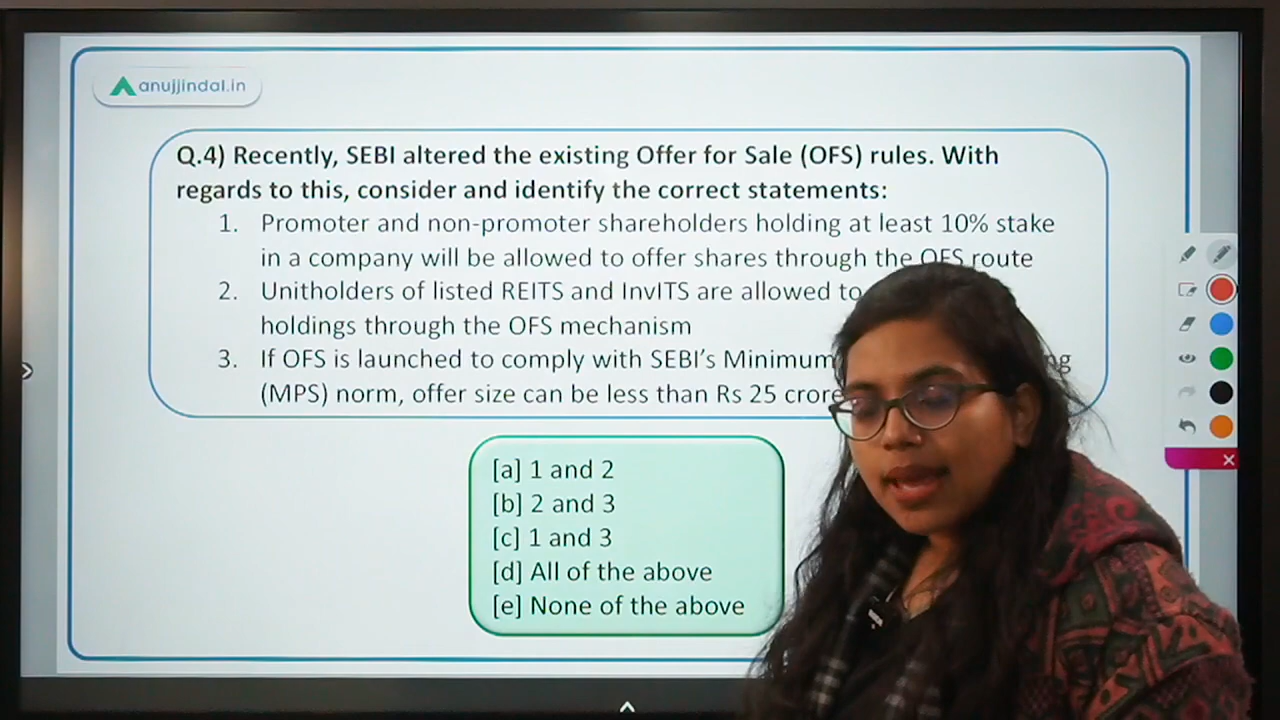 anujjindal.in
Q.4) Recently, SEBI altered the existing Offer for Sale (OFS) rules. With
regards to this, consider and identify the correct statements:
1. Promoter and non-promoter shareholders holding at least 10% stake
in a company will be allowed to offer shares through the OFS route
2. Unitholders of listed REITS and InvITS are allowed to
holdings through the OFS mechanism
3. If OFS is launched to comply with SEBI's Minimum
(MPS) norm, offer size can be less than Rs 25 crore
[a] 1 and 2
[b] 2 and 3
[c] 1 and 3
[d] All of the above
[e] None of the above